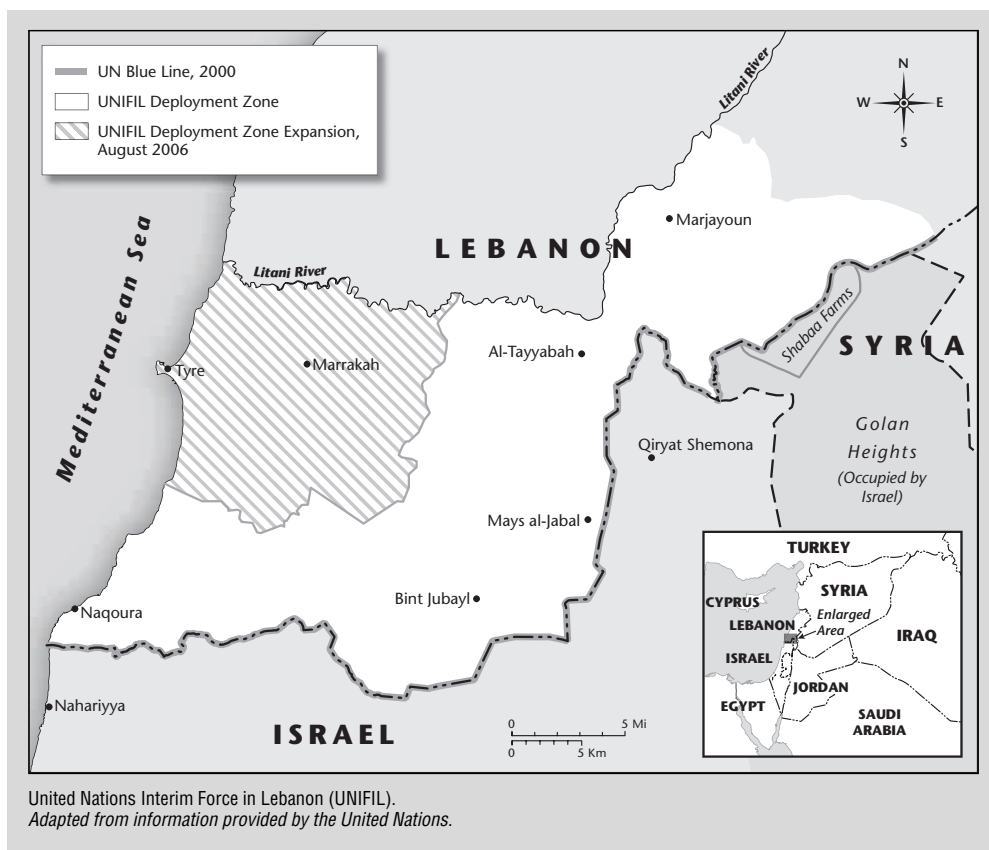 UN Blue Line, 2000
UNIFIL Deployment Zone
UNIFIL Deployment Zone Expansion,
August 2006
Litani River
N
W
E
S
Mediterranean Sea
LEBANON
Marjayoun
Litani River
Shabaa Farms
SYRIA
Al-Tayyabah
Marrakah
Tyre
Golan
Heights
(Occupied by
Israel)
Qiryat Shemona
Mays al-Jabal
Bint Jubayl
Naqoura
Nahariyya
ISRAEL
0
5 Mi
0
5 Km
TURKEY
CYPRUS
SYRIA
LEBANON
Enlarged
Area
IRAQ
ISRAEL
JORDAN
EGYPT
SAUDI
ARABIA
United Nations Interim Force in Lebanon (UNIFIL).
Adapted from information provided by the United Nations.